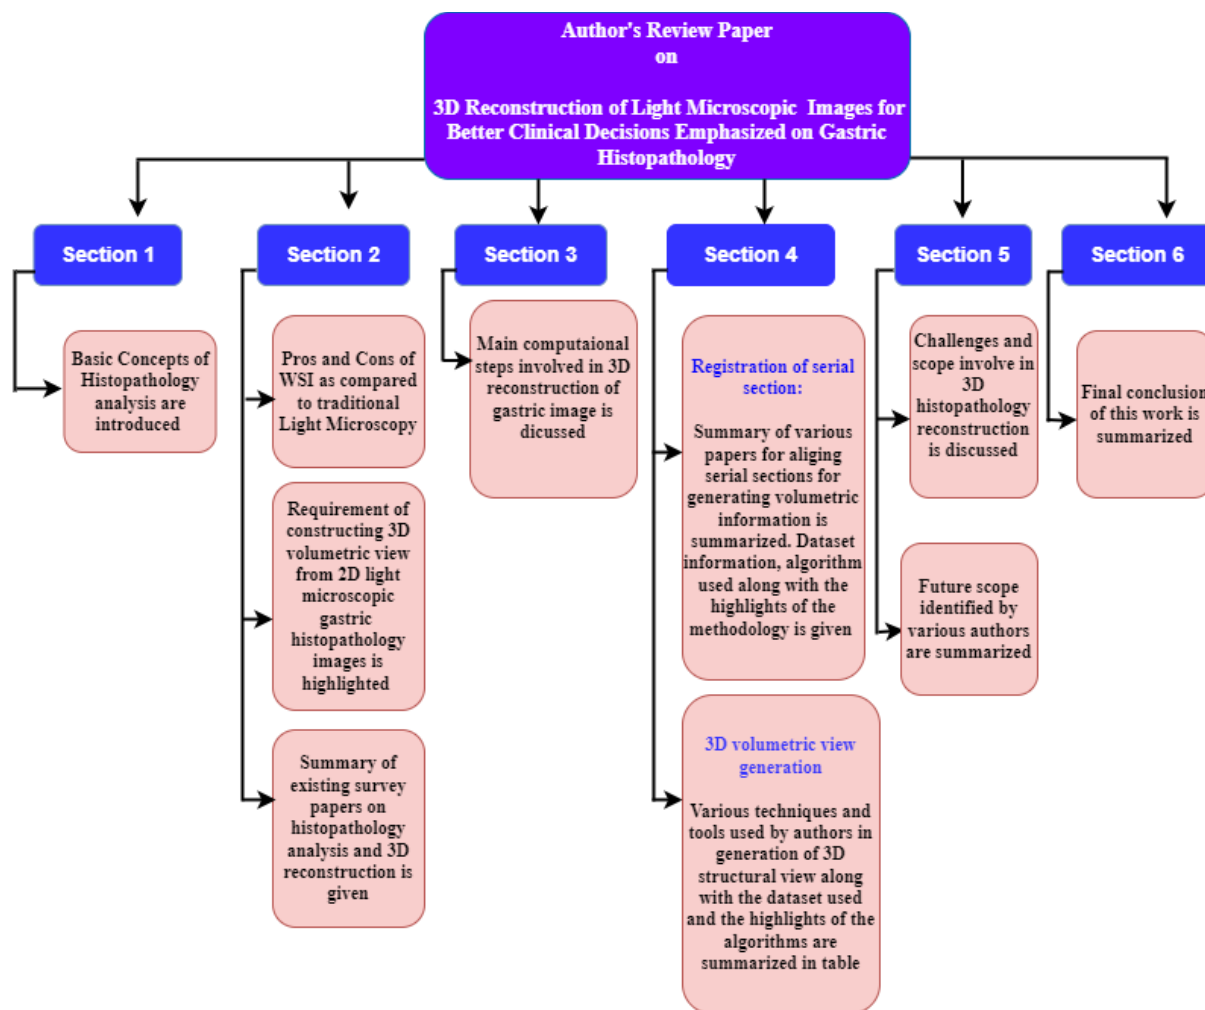 Author's Review Paper
on
3D Reconstruction of Light Microscopic Images for
Better Clinical Decisions Emphasized on Gastric
Histopathology
Section 1
Basic Concepts of
Histopathology
analysis are
introduced
Section 2
Pros and Cons of
WSI as compared
to traditional
Light Microscopy
Requirement of
constructing 3D
volumetric view
from 2D light
microscopic
gastric
histopathology
images is
highlighted
Summary of
existing survey
papers on
histopathology
analysis and 3D
reconstruction is
given
Section 3
Main computaional
steps involved in 3D
reconstruction of
gastric image is
dicussed
Section 4
Registration of serial
section:
Summary of various
papers for aliging
serial sections for
generating volumetric
information is
summarized. Dataset
information, algorithm
used along with the
highlights of the
methodology is given
3D volumetric view
generation
Various techniques and
tools used by authors in
generation of 3D
structural view along
with the dataset used
and the highlights of the
algorithms are
summarized in table
Section 5
Challenges and
scope involve in
3D
histopathology
reconstruction
is discussed
Future scope
identified by
various authors
are summarized
Section 6
Final conclusion
of this work is
summarized